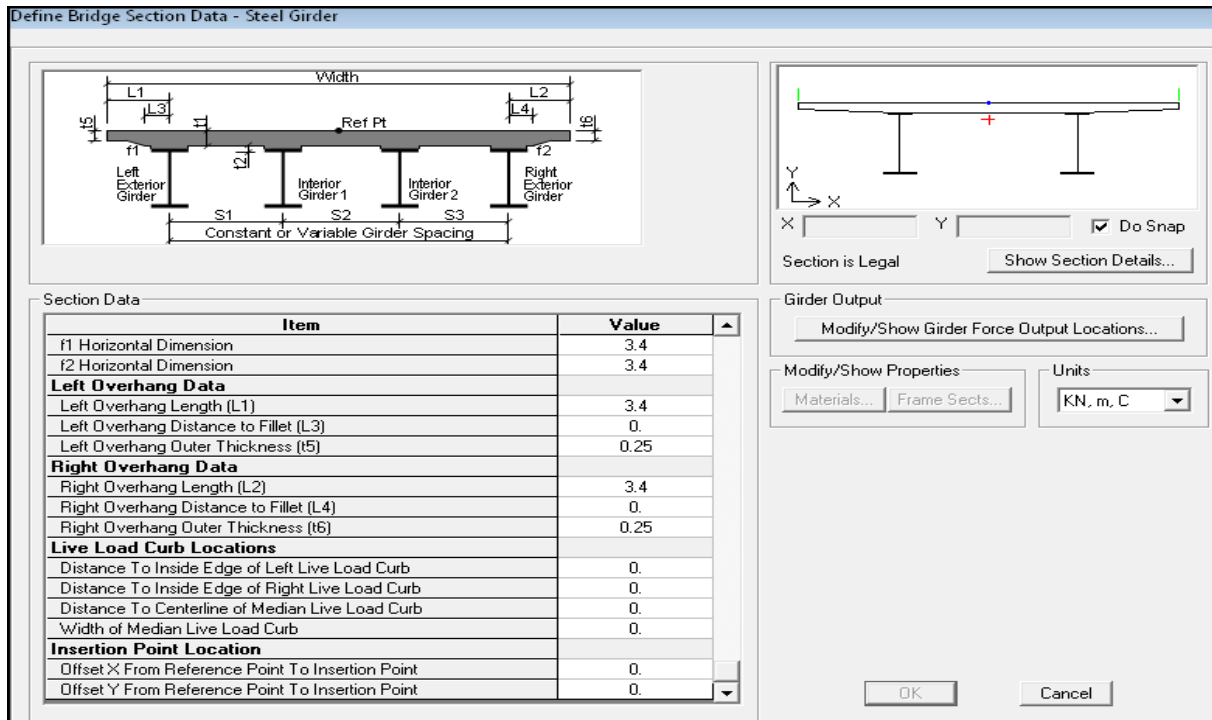 Define Bridge Section Data - Steel Girder
Width
L1
L2
L3
L4
t5
t1
Ref Pt
t6
f1
t2
f2
Left
Exterior
Girder
Interior
Girder 1
Interior
Girder 2
Right
Exterior
Girder
S1
S2
S3
Constant or Variable Girder Spacing
Y
X
X
Y
Do Snap
Section is Legal
Show Section Details...
Section Data
Item Value
f1 Horizontal Dimension 3.4
f2 Horizontal Dimension 3.4
Left Overhang Data
Left Overhang Length (L1) 3.4
Left Overhang Distance to Fillet (L3) 0.
Left Overhang Outer Thickness (t5) 0.25
Right Overhang Data
Right Overhang Length (L2) 3.4
Right Overhang Distance to Fillet (L4) 0.
Right Overhang Outer Thickness (t6) 0.25
Live Load Curb Locations
Distance To Inside Edge of Left Live Load Curb 0.
Distance To Inside Edge of Right Live Load Curb 0.
Distance To Centerline of Median Live Load Curb 0.
Width of Median Live Load Curb 0.
Insertion Point Location
Offset X From Reference Point To Insertion Point 0.
Offset Y From Reference Point To Insertion Point 0.
Girder Output
Modify/Show Girder Force Output Locations...
Modify/Show Properties
Materials...
Frame Sects...
Units
KN, m, C
OK
Cancel